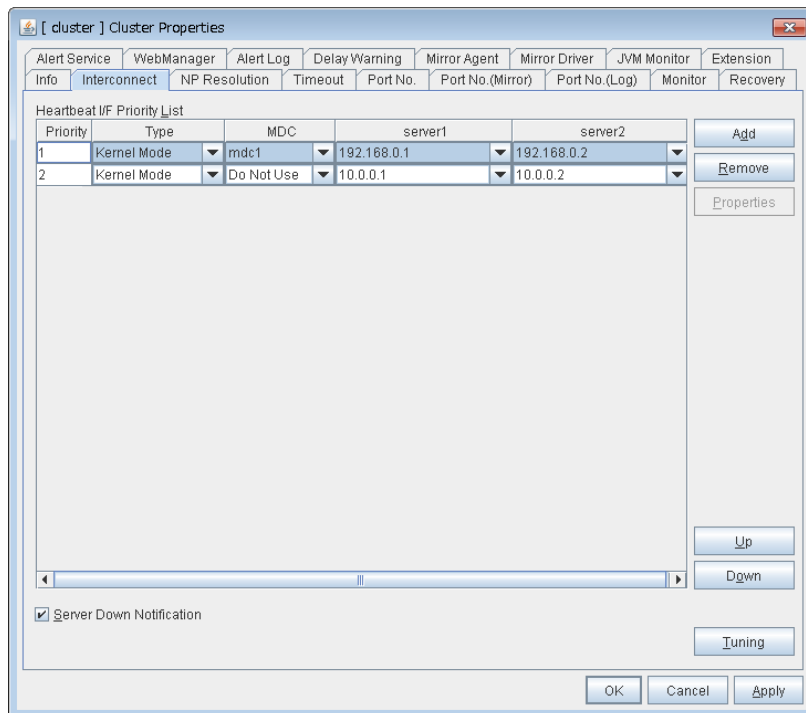 [ cluster ] Cluster Properties
Alert Service WebManager Alert Log Delay Warning Mirror Agent Mirror Driver JVM Monitor Extension
Info Interconnect NP Resolution Timeout Port No. Port No.(Mirror) Port No.(Log) Monitor Recovery
Heartbeat I/F Priority List
Priority Type MDC server1 server2
1 Kernel Mode mdc1 192.168.0.1 192.168.0.2
2 Kernel Mode Do Not Use 10.0.0.1 10.0.0.2
Add
Remove
Properties
Up
Down
Server Down Notification
Tuning
OK Cancel Apply